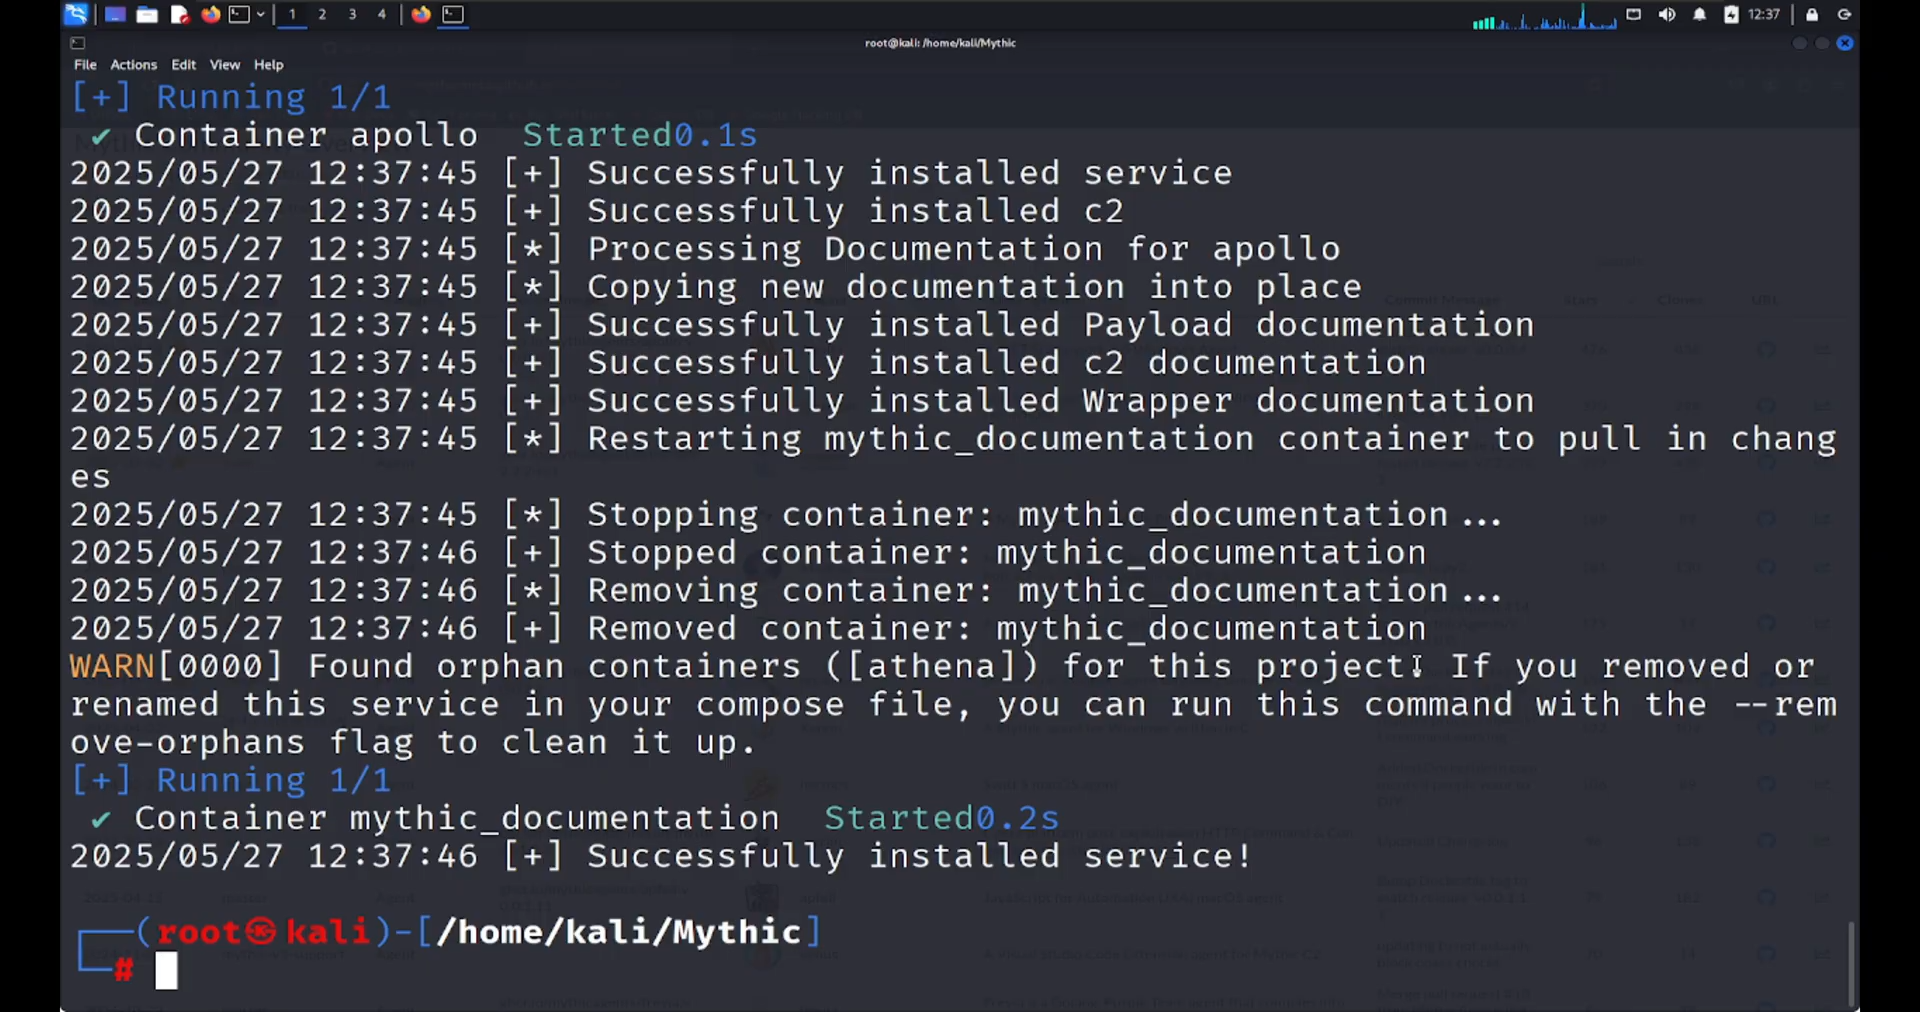 1 2 3 4 12:37
root@kali: /home/kali/Mythic
File Actions Edit View Help
[+] Running 1/1
✔ Container apollo Started0.1s
2025/05/27 12:37:45 [+] Successfully installed service
2025/05/27 12:37:45 [+] Successfully installed c2
2025/05/27 12:37:45 [*] Processing Documentation for apollo
2025/05/27 12:37:45 [*] Copying new documentation into place
2025/05/27 12:37:45 [+] Successfully installed Payload documentation
2025/05/27 12:37:45 [+] Successfully installed c2 documentation
2025/05/27 12:37:45 [+] Successfully installed Wrapper documentation
2025/05/27 12:37:45 [*] Restarting mythic_documentation container to pull in chang
es
2025/05/27 12:37:45 [*] Stopping container: mythic_documentation...
2025/05/27 12:37:46 [+] Stopped container: mythic_documentation
2025/05/27 12:37:46 [*] Removing container: mythic_documentation...
2025/05/27 12:37:46 [+] Removed container: mythic_documentation
WARN[0000] Found orphan containers ([athena]) for this project. If you removed or
renamed this service in your compose file, you can run this command with the --rem
ove-orphans flag to clean it up.
[+] Running 1/1
✔ Container mythic_documentation Started0.2s
2025/05/27 12:37:46 [+] Successfully installed service!
(root㉿kali)-[/home/kali/Mythic]
#